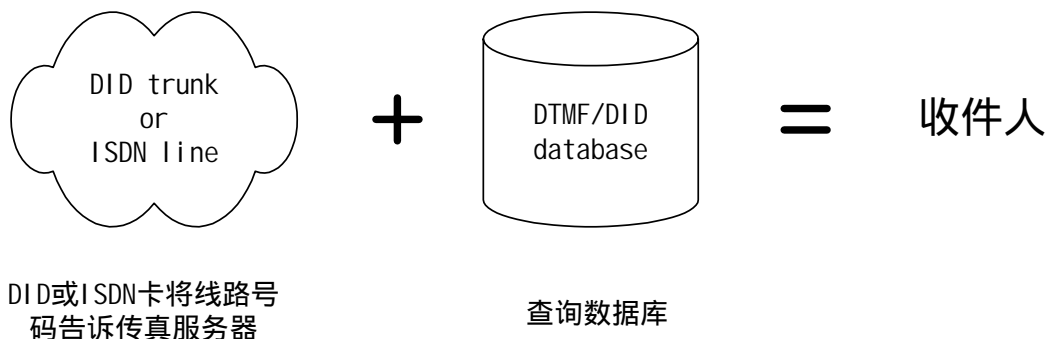 DID trunk
or
ISDN line
+
DTMF/DID
database
=
收件人
DID或ISDN卡将线路号
码告诉传真服务器
查询数据库